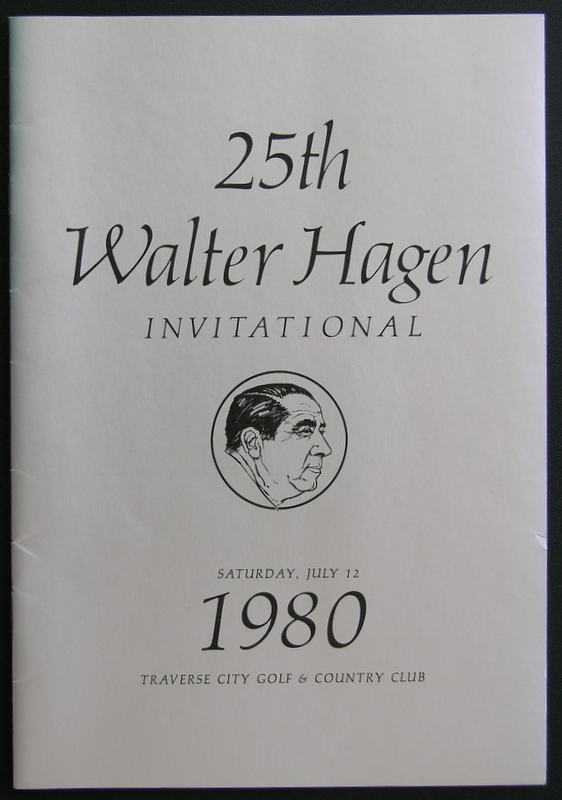 25th
Walter Hagen
INVITATIONAL
SATURDAY, JULY 12
1980
TRAVERSE CITY GOLF & COUNTRY CLUB